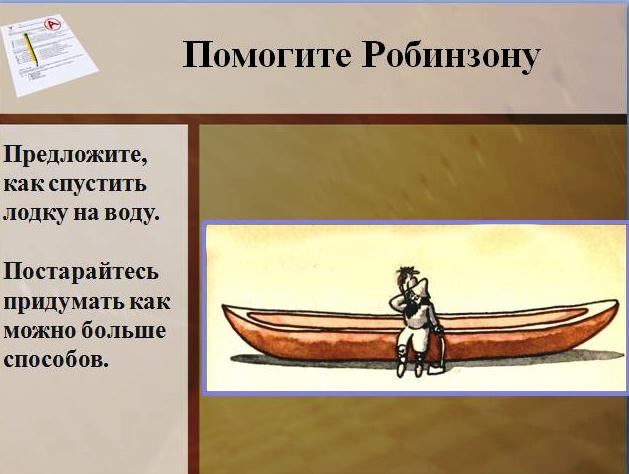 Помогите Робинзону
Предложите,
как спустить
лодку на воду.
Постарайтесь
придумать как
можно больше
способов.